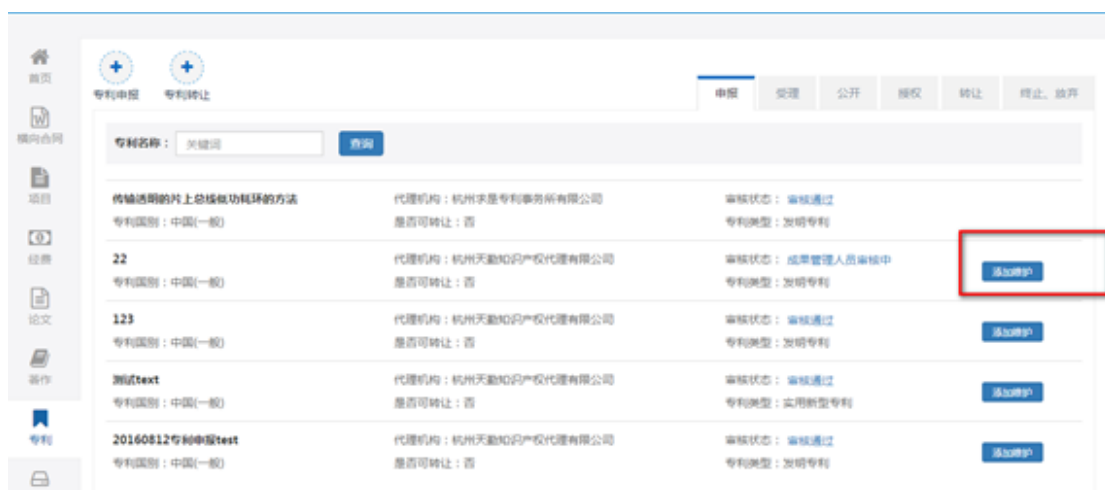 首页
横向合同
项目
经费
论文
著作
专利
专利申报 专利转让
申报 受理 公开 授权 转让 终止、放弃
专利名称： 关键词 查询
传输透明的片上总线低功耗环的方法 代理机构：杭州求是专利事务所有限公司 审核状态： 审核通过
专利国别：中国(一般) 是否可转让：否 专利类型：发明专利
22 代理机构：杭州天勤知识产权代理有限公司 审核状态： 成果管理人员审核中
添加维护
专利国别：中国(一般) 是否可转让：否 专利类型：发明专利
123 代理机构：杭州天勤知识产权代理有限公司 审核状态： 审核通过
添加维护
专利国别：中国(一般) 是否可转让：否 专利类型：发明专利
测试text 代理机构：杭州天勤知识产权代理有限公司 审核状态： 审核通过
添加维护
专利国别：中国(一般) 是否可转让：否 专利类型：实用新型专利
20160812专利申报test 代理机构：杭州天勤知识产权代理有限公司 审核状态： 审核通过
添加维护
专利国别：中国(一般) 是否可转让：否 专利类型：发明专利